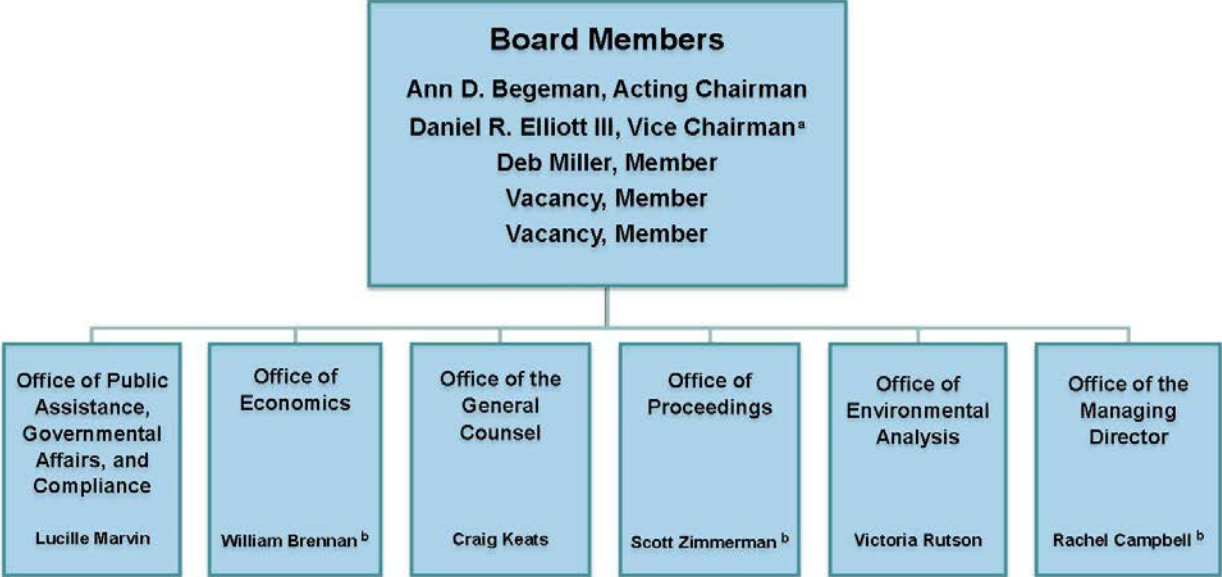 Board Members
Ann D. Begeman, Acting Chairman
Daniel R. Elliott III, Vice Chairman ᵃ
Deb Miller, Member
Vacancy, Member
Vacancy, Member
Office of Public
Assistance,
Governmental
Affairs, and
Compliance
Lucille Marvin
Office of
Economics
William Brennan ᵇ
Office of the
General
Counsel
Craig Keats
Office of
Proceedings
Scott Zimmerman ᵇ
Office of
Environmental
Analysis
Victoria Rutson
Office of the
Managing
Director
Rachel Campbell ᵇ